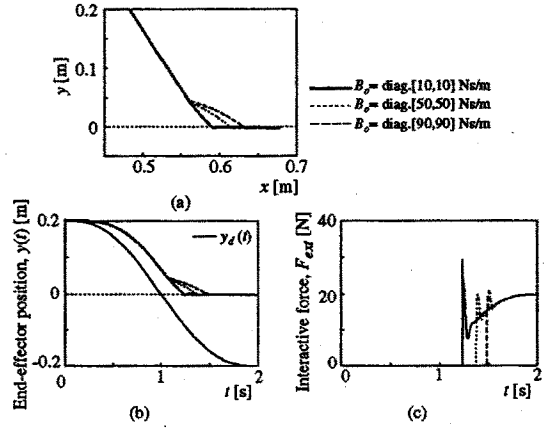 0.2
0.1
0
y [m]
0.5 0.6 0.7
x [m]
(a)
B_o = diag.[10,10] Ns/m
B_o = diag.[50,50] Ns/m
B_o = diag.[90,90] Ns/m
End-effector position, y(t) [m]
0.2
0
-0.2
y_d(t)
0 1 2
t [s]
(b)
Interactive force, F_ext [N]
40
20
0
0 1 2
t [s]
(c)